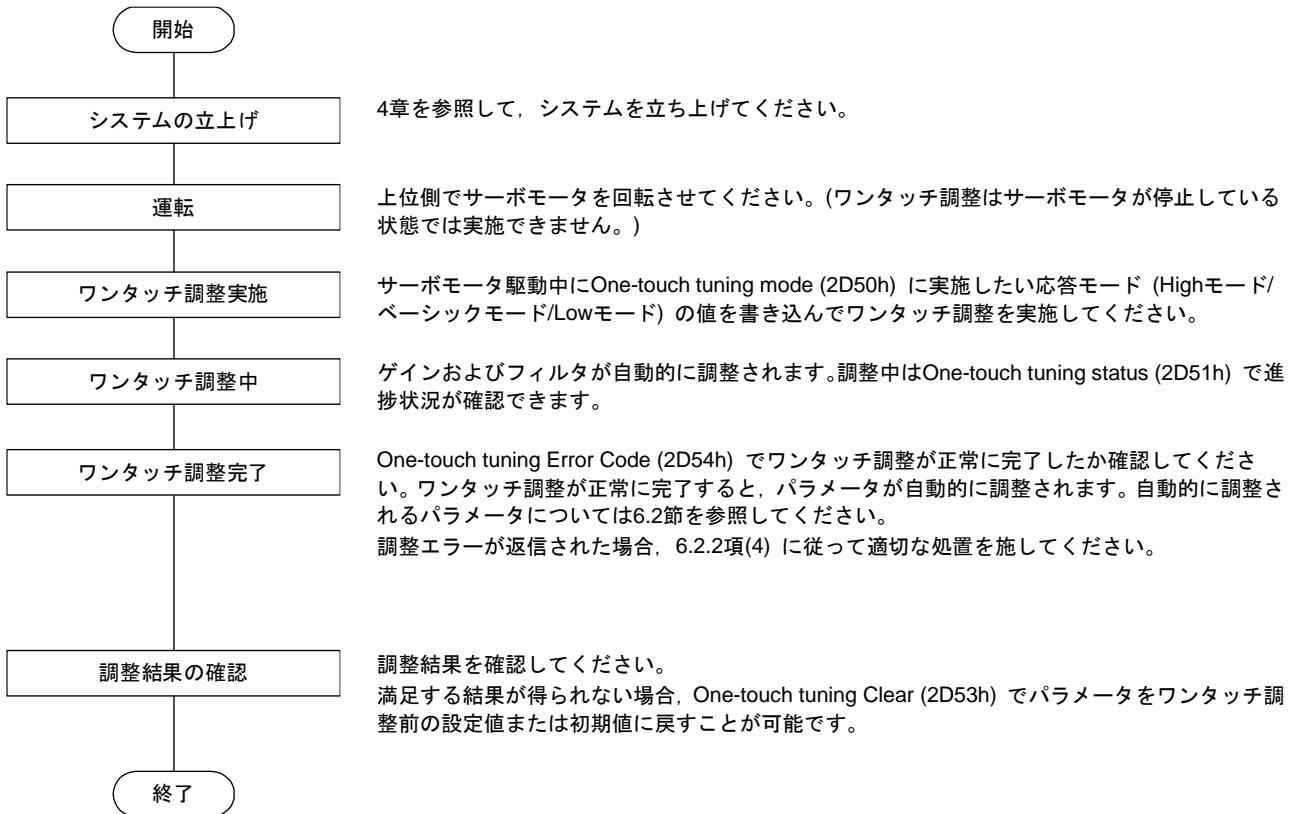 開始
システムの立上げ
4章を参照して，システムを立ち上げてください。
運転
上位側でサーボモータを回転させてください。(ワンタッチ調整はサーボモータが停止している
状態では実施できません。)
ワンタッチ調整実施
サーボモータ駆動中にOne-touch tuning mode (2D50h) に実施したい応答モード (Highモード/
ベーシックモード/Lowモード) の値を書き込んでワンタッチ調整を実施してください。
ワンタッチ調整中
ゲインおよびフィルタが自動的に調整されます。調整中はOne-touch tuning status (2D51h) で進
捗状況が確認できます。
ワンタッチ調整完了
One-touch tuning Error Code (2D54h) でワンタッチ調整が正常に完了したか確認してくださ
い。ワンタッチ調整が正常に完了すると，パラメータが自動的に調整されます。自動的に調整さ
れるパラメータについては6.2節を参照してください。
調整エラーが返信された場合，6.2.2項(4) に従って適切な処置を施してください。
調整結果の確認
調整結果を確認してください。
満足する結果が得られない場合，One-touch tuning Clear (2D53h) でパラメータをワンタッチ調
整前の設定値または初期値に戻すことが可能です。
終了